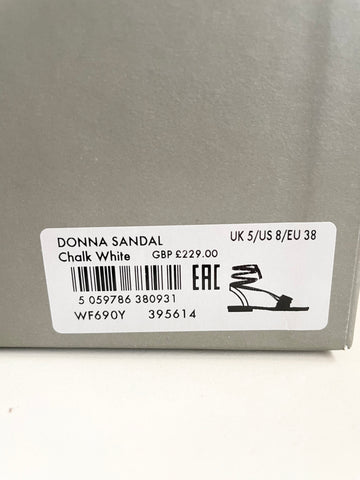 DONNA SANDAL UK 5/US 8/EU 38
Chalk White GBP £229.00
EAC
5 059786 380931
WF690Y 395614